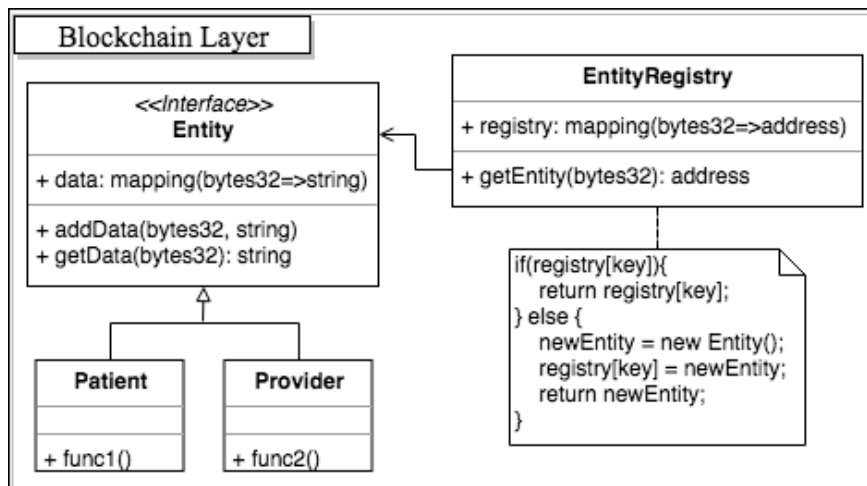 Blockchain Layer
<<Interface>>
Entity
+ data: mapping(bytes32=>string)
+ addData(bytes32, string)
+ getData(bytes32): string
EntityRegistry
+ registry: mapping(bytes32=>address)
+ getEntity(bytes32): address
if(registry[key]){
return registry[key];
} else {
newEntity = new Entity();
registry[key] = newEntity;
return newEntity;
}
Patient
+ func1()
Provider
+ func2()